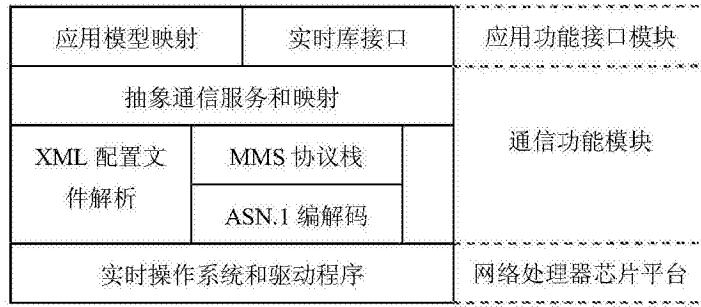 应用模型映射 实时库接口 应用功能接口模块
抽象通信服务和映射
通信功能模块
XML 配置文
件解析
MMS 协议栈
ASN.1 编解码
实时操作系统和驱动程序 网络处理器芯片平台